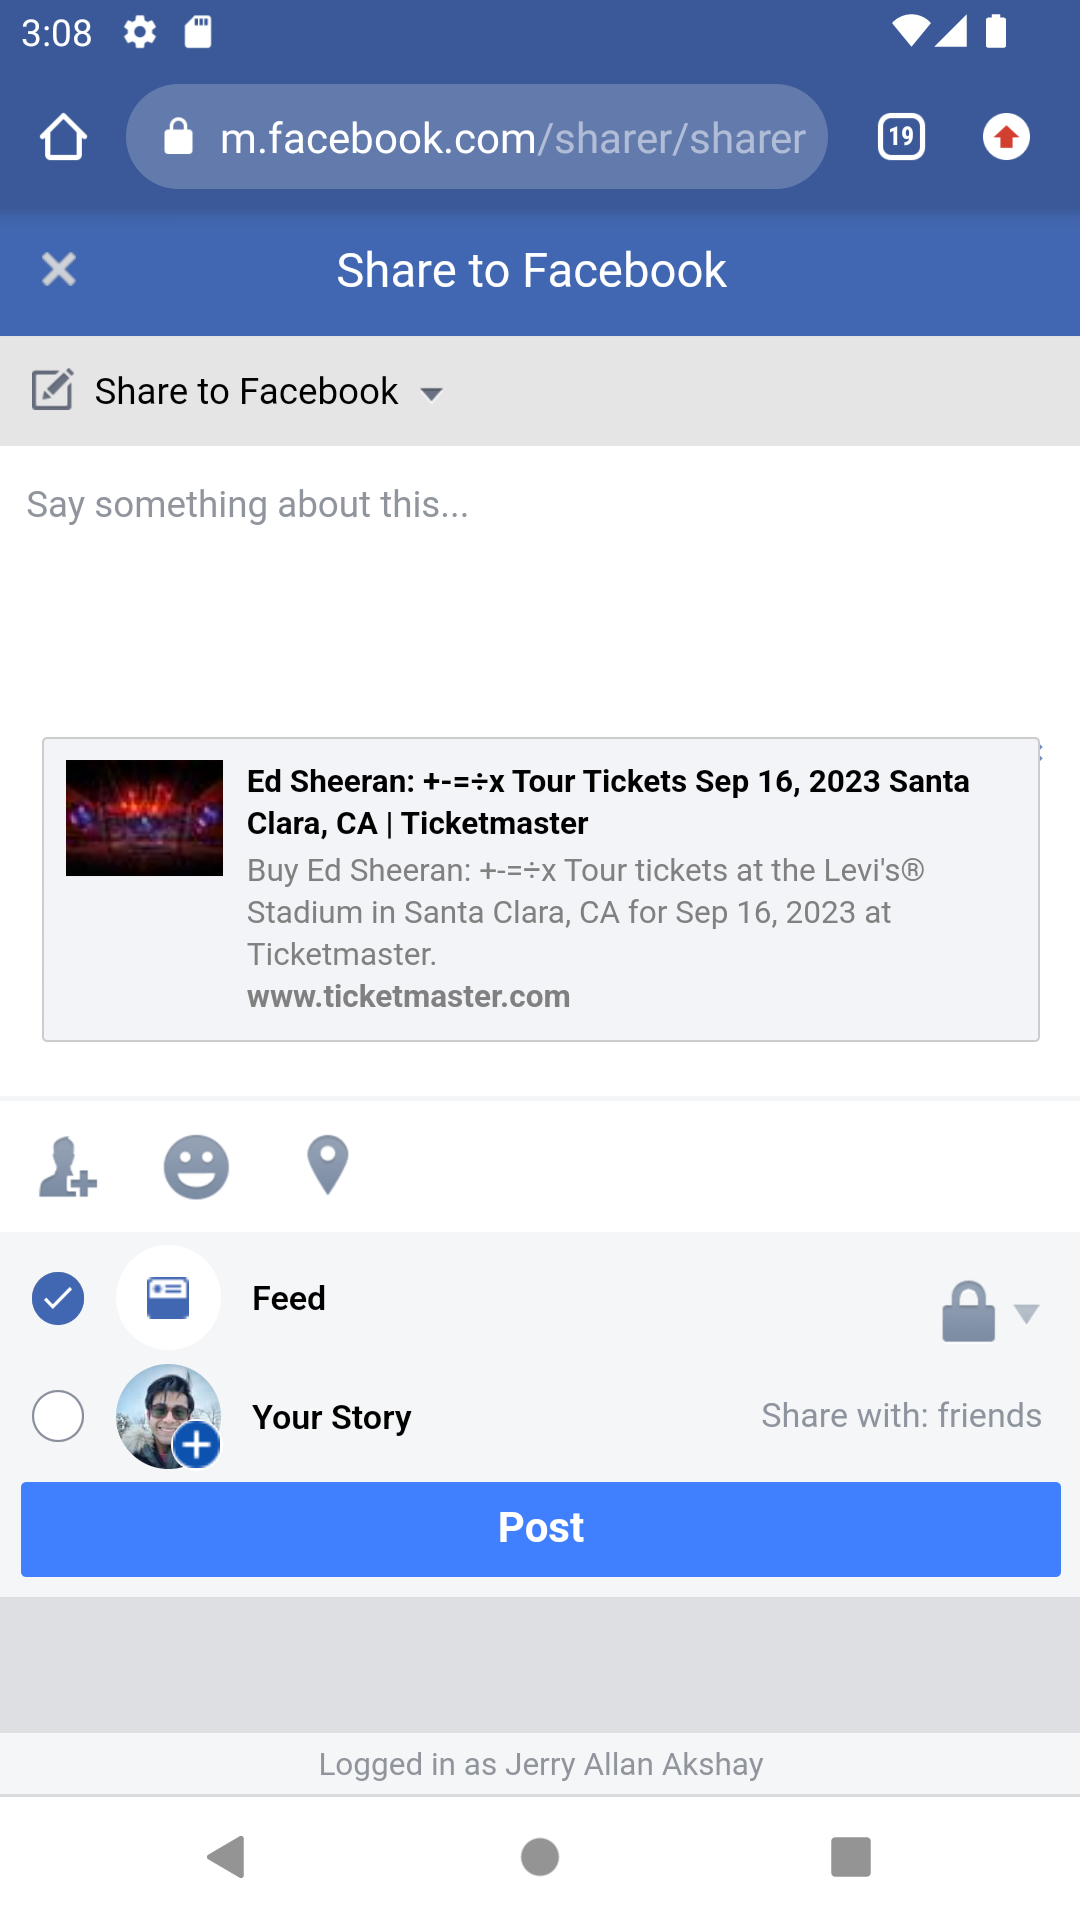 3:08
m.facebook.com/sharer/sharer
19
Share to Facebook
Share to Facebook
Say something about this...
Ed Sheeran: +-=÷x Tour Tickets Sep 16, 2023 Santa
Clara, CA | Ticketmaster
Buy Ed Sheeran: +-=÷x Tour tickets at the Levi's®
Stadium in Santa Clara, CA for Sep 16, 2023 at
Ticketmaster.
www.ticketmaster.com
Feed
Your Story
Share with: friends
Post
Logged in as Jerry Allan Akshay